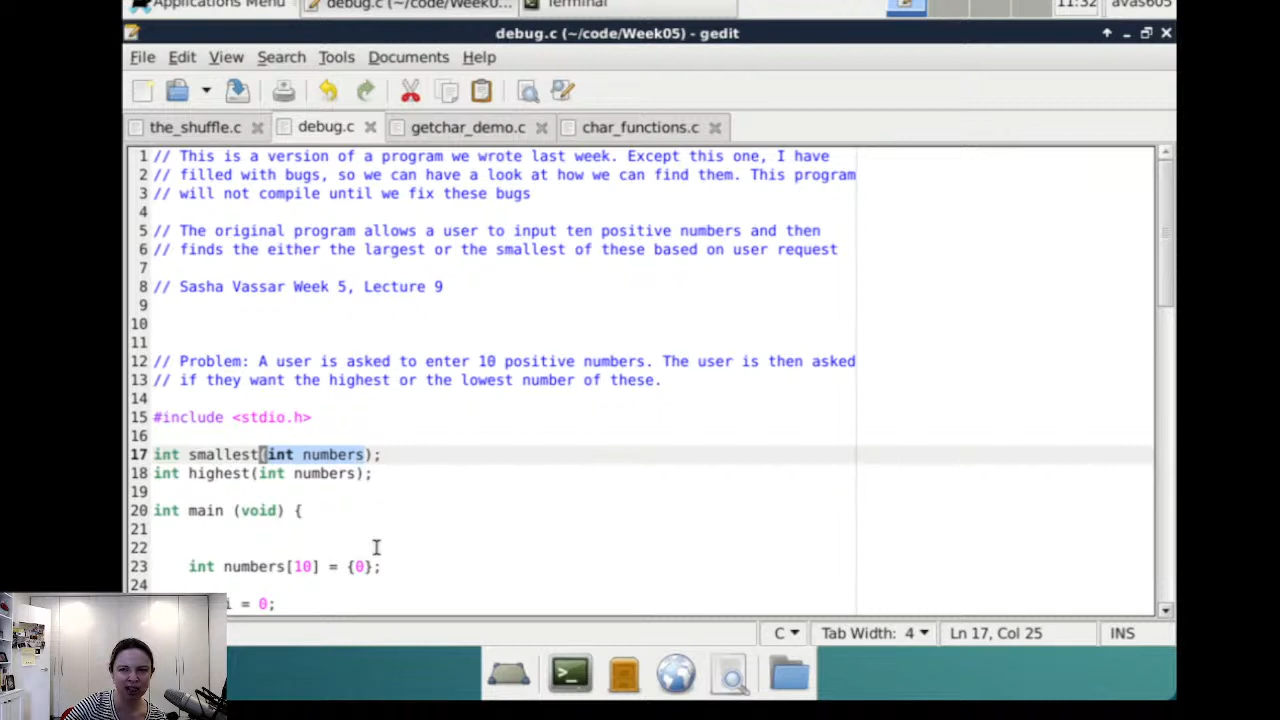 Applications Menu debug.c (~/code/Week0... Terminal 11:32 avas605
debug.c (~/code/Week05) - gedit
File Edit View Search Tools Documents Help
the_shuffle.c debug.c getchar_demo.c char_functions.c
1 // This is a version of a program we wrote last week. Except this one, I have
2 // filled with bugs, so we can have a look at how we can find them. This program
3 // will not compile until we fix these bugs
4
5 // The original program allows a user to input ten positive numbers and then
6 // finds the either the largest or the smallest of these based on user request
7
8 // Sasha Vassar Week 5, Lecture 9
9
10
11
12 // Problem: A user is asked to enter 10 positive numbers. The user is then asked
13 // if they want the highest or the lowest number of these.
14
15 #include <stdio.h>
16
17 int smallest(int numbers);
18 int highest(int numbers);
19
20 int main (void) {
21
22
23 int numbers[10] = {0};
24
i = 0;
C Tab Width: 4 Ln 17, Col 25 INS